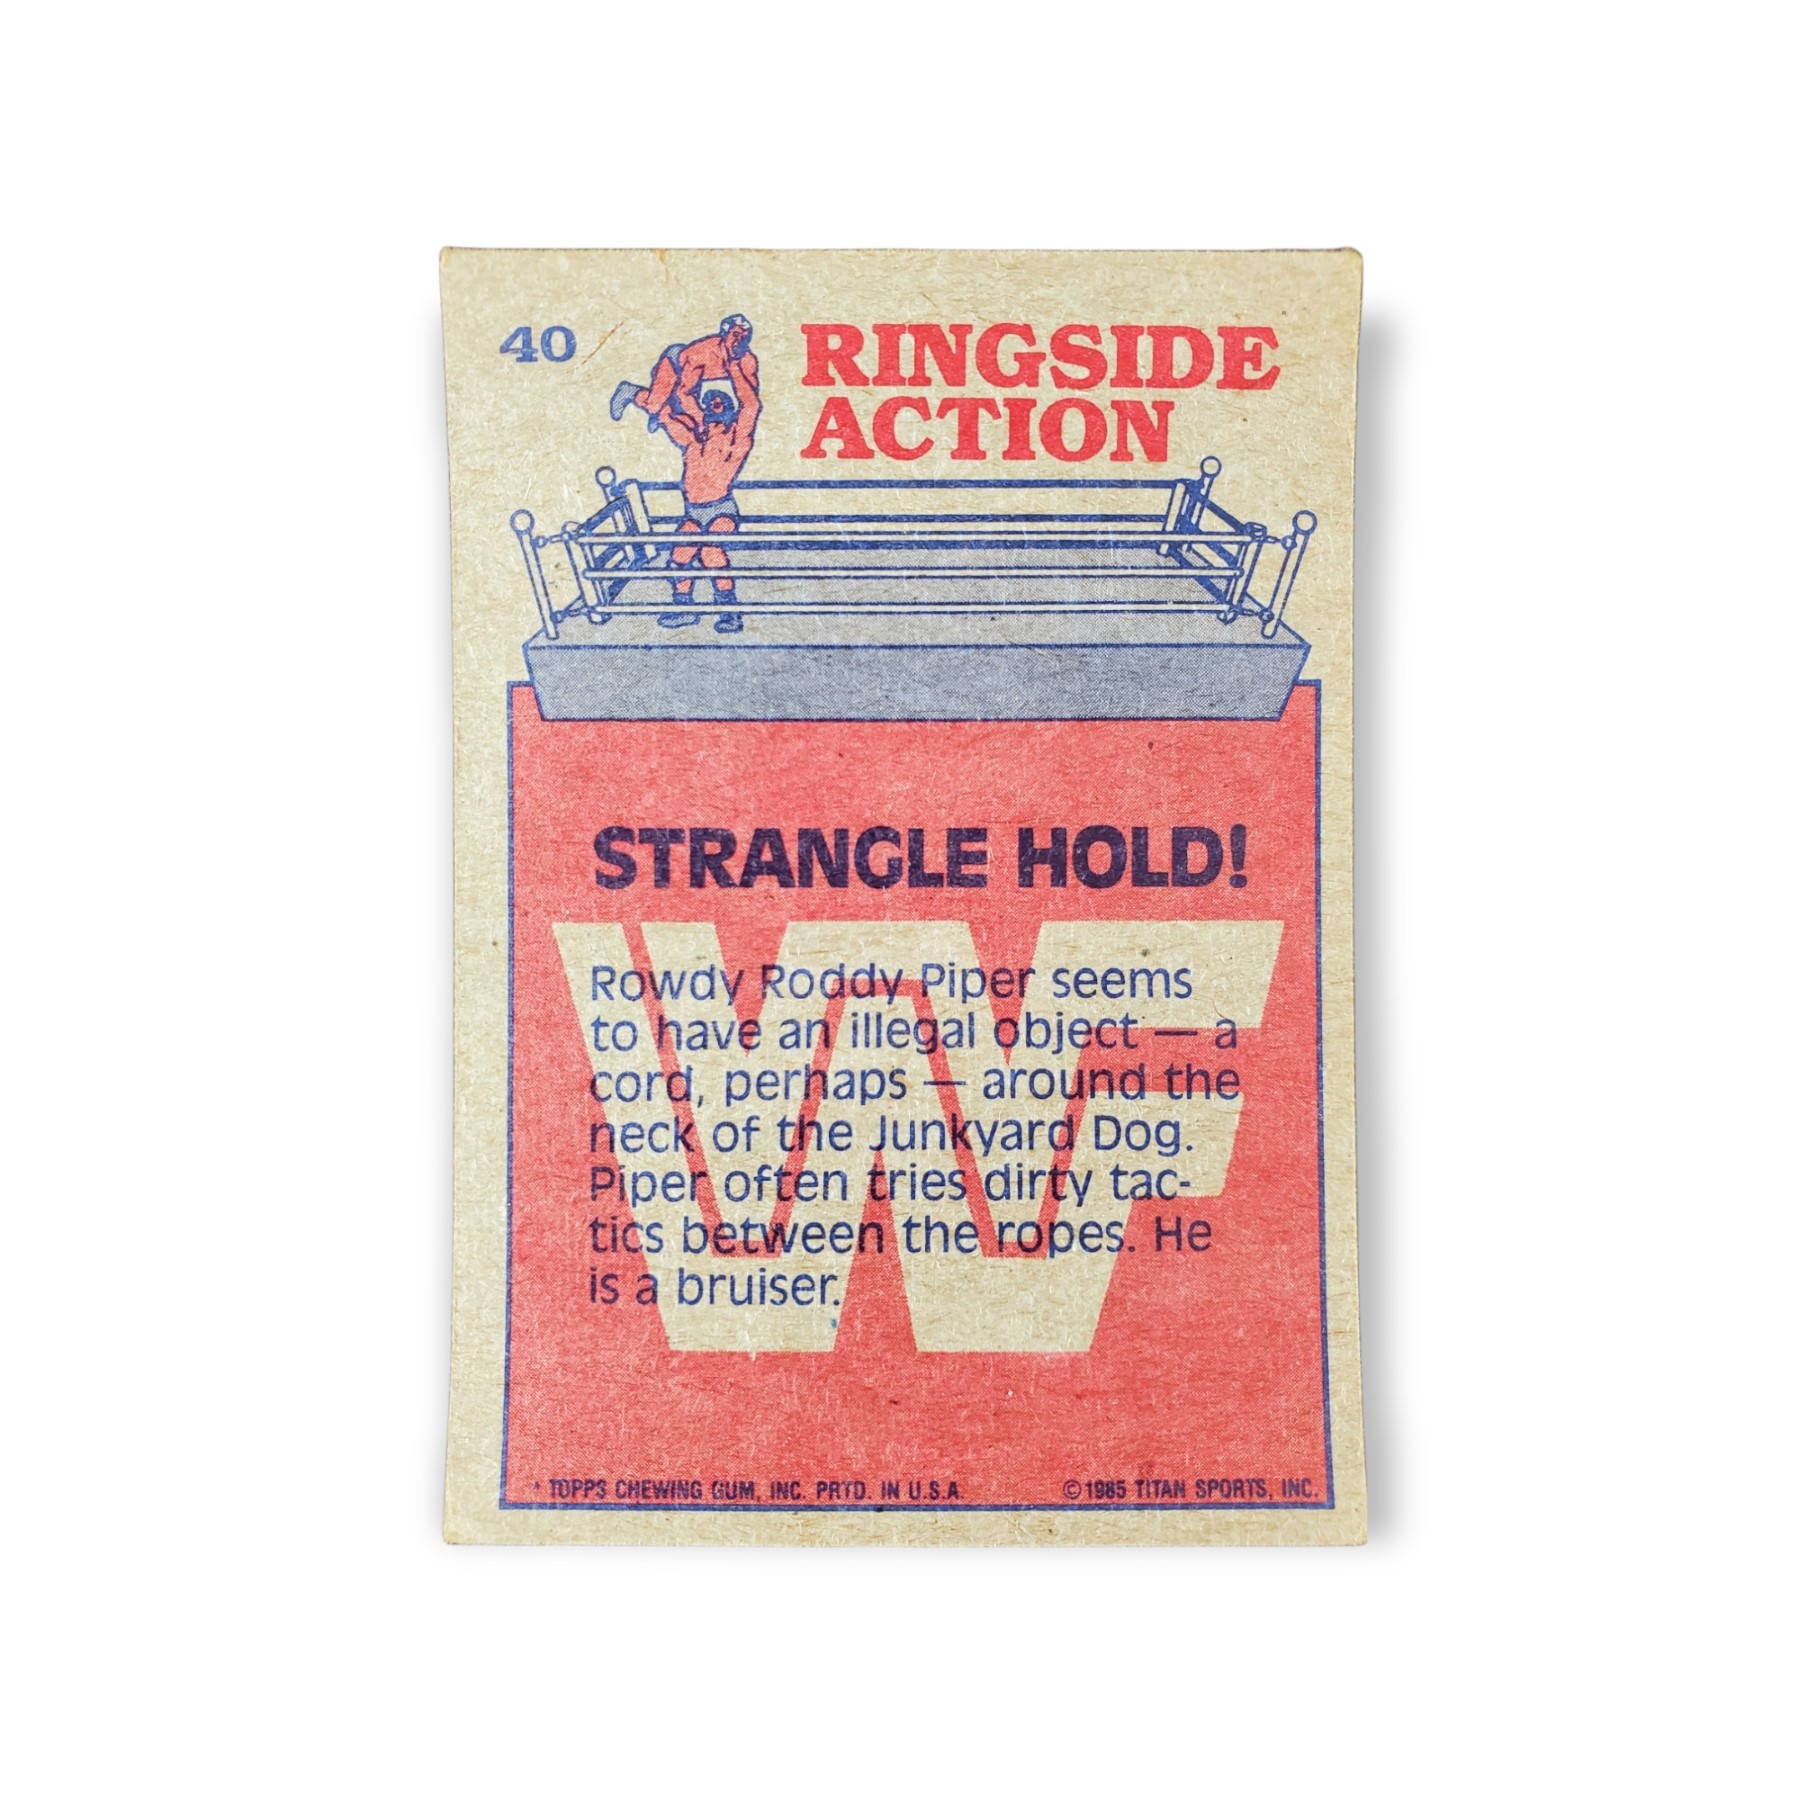 40
RINGSIDE
ACTION
STRANGLE HOLD!
WF
Rowdy Roddy Piper seems
to have an illegal object — a
cord, perhaps — around the
neck of the Junkyard Dog.
Piper often tries dirty tac-
tics between the ropes. He
is a bruiser.
* TOPPS CHEWING GUM, INC. PRTD. IN U.S.A. ©1985 TITAN SPORTS, INC.